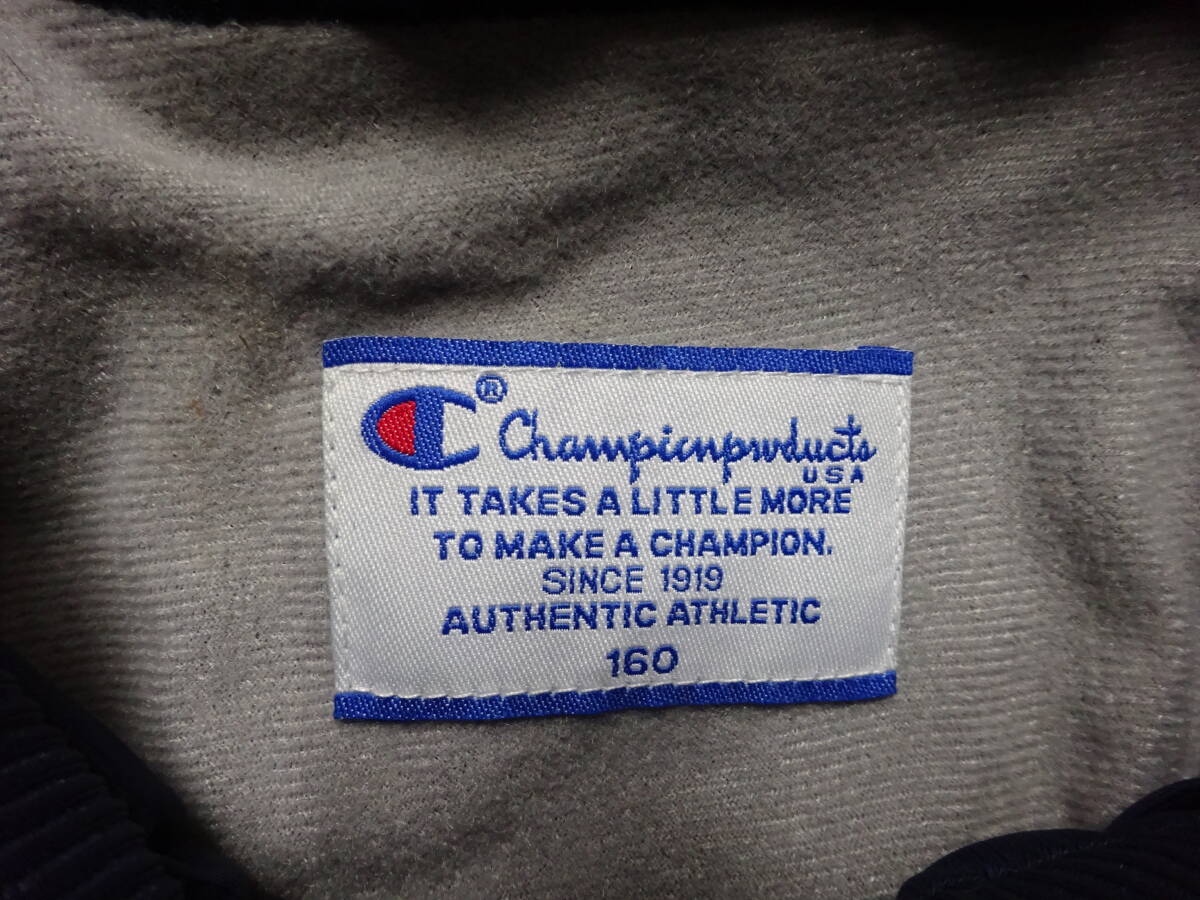 C® Championproducts
USA
IT TAKES A LITTLE MORE
TO MAKE A CHAMPION.
SINCE 1919
AUTHENTIC ATHLETIC
160